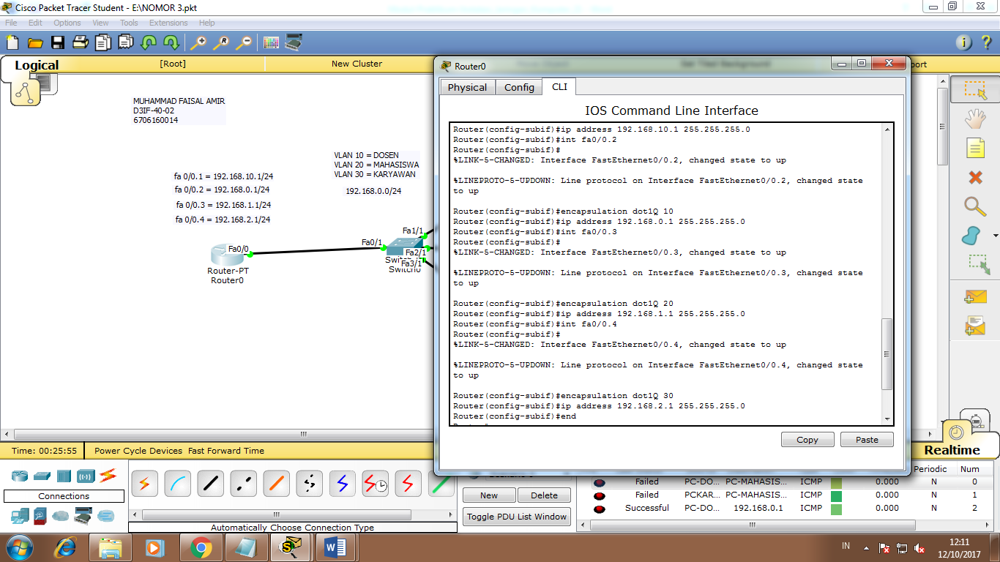 Cisco Packet Tracer Student - E:\NOMOR 3.pkt
File Edit Options View Tools Extensions Help
Logical
[Root]
New Cluster
MUHAMMAD FAISAL AMIR
D3IF-40-02
6706160014
VLAN 10 = DOSEN
VLAN 20 = MAHASISWA
VLAN 30 = KARYAWAN
192.168.0.0/24
fa 0/0.1 = 192.168.10.1/24
fa 0/0.2 = 192.168.0.1/24
fa 0/0.3 = 192.168.1.1/24
fa 0/0.4 = 192.168.2.1/24
Fa0/0
Router-PT
Router0
Fa0/1
Fa1/1
Fa2/1
Fa3/1
Switch0
Router0
Physical Config CLI
IOS Command Line Interface
Router(config-subif)#ip address 192.168.10.1 255.255.255.0
Router(config-subif)#int fa0/0.2
Router(config-subif)#
%LINK-5-CHANGED: Interface FastEthernet0/0.2, changed state to up
%LINEPROTO-5-UPDOWN: Line protocol on Interface FastEthernet0/0.2, changed state
to up
Router(config-subif)#encapsulation dot1Q 10
Router(config-subif)#ip address 192.168.0.1 255.255.255.0
Router(config-subif)#int fa0/0.3
Router(config-subif)#
%LINK-5-CHANGED: Interface FastEthernet0/0.3, changed state to up
%LINEPROTO-5-UPDOWN: Line protocol on Interface FastEthernet0/0.3, changed state
to up
Router(config-subif)#encapsulation dot1Q 20
Router(config-subif)#ip address 192.168.1.1 255.255.255.0
Router(config-subif)#int fa0/0.4
Router(config-subif)#
%LINK-5-CHANGED: Interface FastEthernet0/0.4, changed state to up
%LINEPROTO-5-UPDOWN: Line protocol on Interface FastEthernet0/0.4, changed state
to up
Router(config-subif)#encapsulation dot1Q 30
Router(config-subif)#ip address 192.168.2.1 255.255.255.0
Router(config-subif)#end
Copy Paste
Time: 00:25:55 Power Cycle Devices Fast Forward Time
Realtime
Connections
Automatically Choose Connection Type
New Delete
Toggle PDU List Window
Periodic Num
Failed PC-DO... PC-MAHASIS... ICMP 0.000 N 0
Failed PCKAR... PC-MAHASIS... ICMP 0.000 N 1
Successful PC-DO... 192.168.0.1 ICMP 0.000 N 2
IN
12:11
12/10/2017